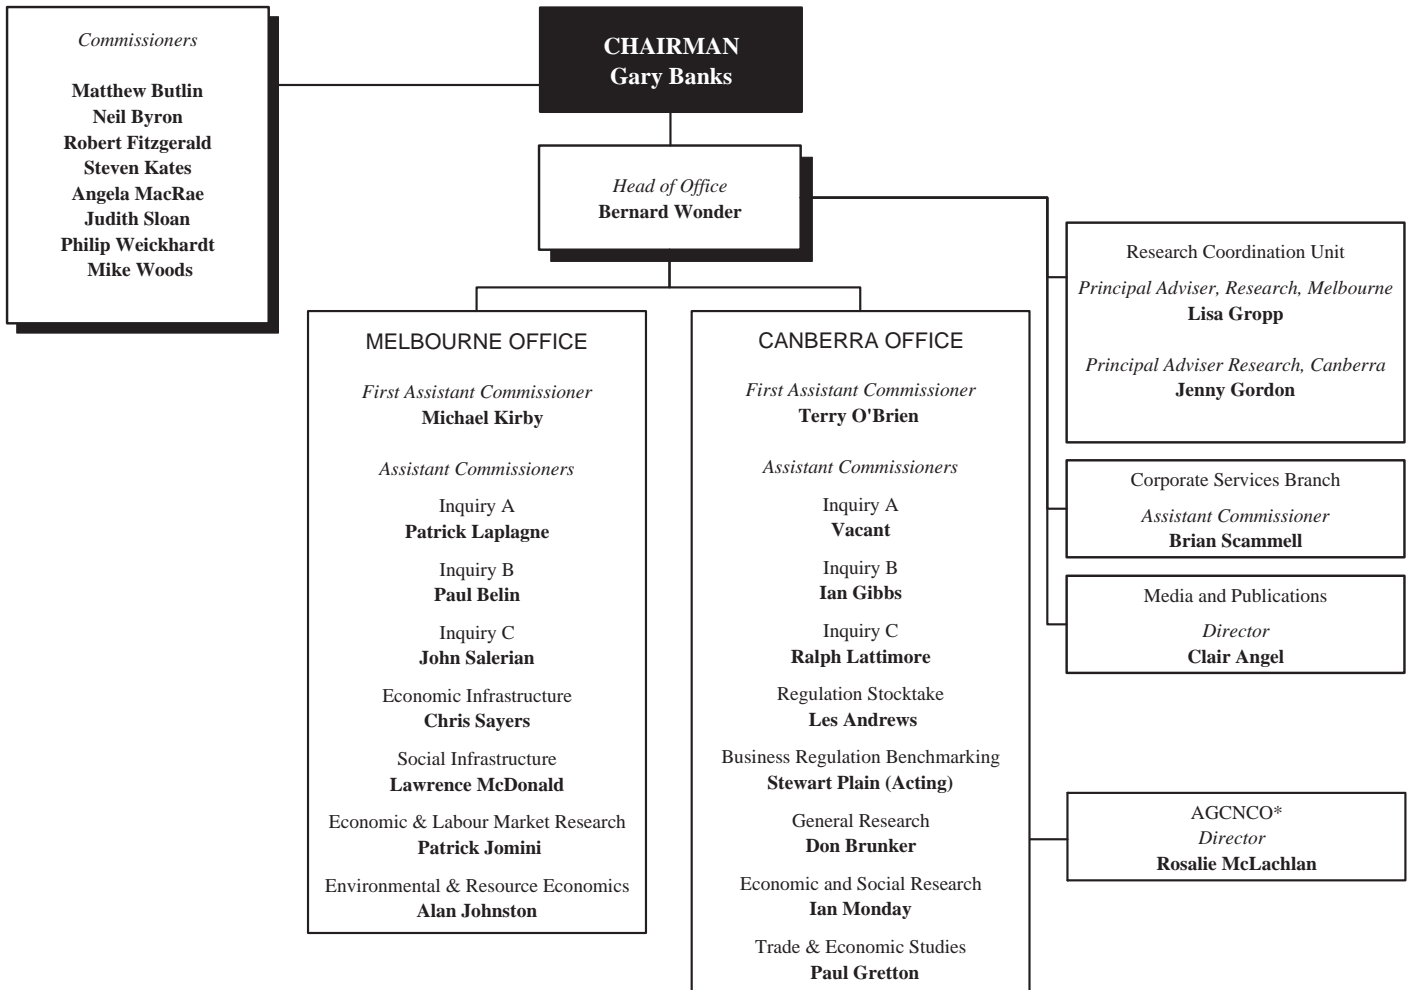 Commissioners
Matthew Butlin
Neil Byron
Robert Fitzgerald
Steven Kates
Angela MacRae
Judith Sloan
Philip Weickhardt
Mike Woods
CHAIRMAN
Gary Banks
Head of Office
Bernard Wonder
MELBOURNE OFFICE
First Assistant Commissioner
Michael Kirby
Assistant Commissioners
Inquiry A
Patrick Laplagne
Inquiry B
Paul Belin
Inquiry C
John Salerian
Economic Infrastructure
Chris Sayers
Social Infrastructure
Lawrence McDonald
Economic & Labour Market Research
Patrick Jomini
Environmental & Resource Economics
Alan Johnston
CANBERRA OFFICE
First Assistant Commissioner
Terry O'Brien
Assistant Commissioners
Inquiry A
Vacant
Inquiry B
Ian Gibbs
Inquiry C
Ralph Lattimore
Regulation Stocktake
Les Andrews
Business Regulation Benchmarking
Stewart Plain (Acting)
General Research
Don Brunker
Economic and Social Research
Ian Monday
Trade & Economic Studies
Paul Gretton
Research Coordination Unit
Principal Adviser, Research, Melbourne
Lisa Gropp
Principal Adviser Research, Canberra
Jenny Gordon
Corporate Services Branch
Assistant Commissioner
Brian Scammell
Media and Publications
Director
Clair Angel
AGCNCO*
Director
Rosalie McLachlan